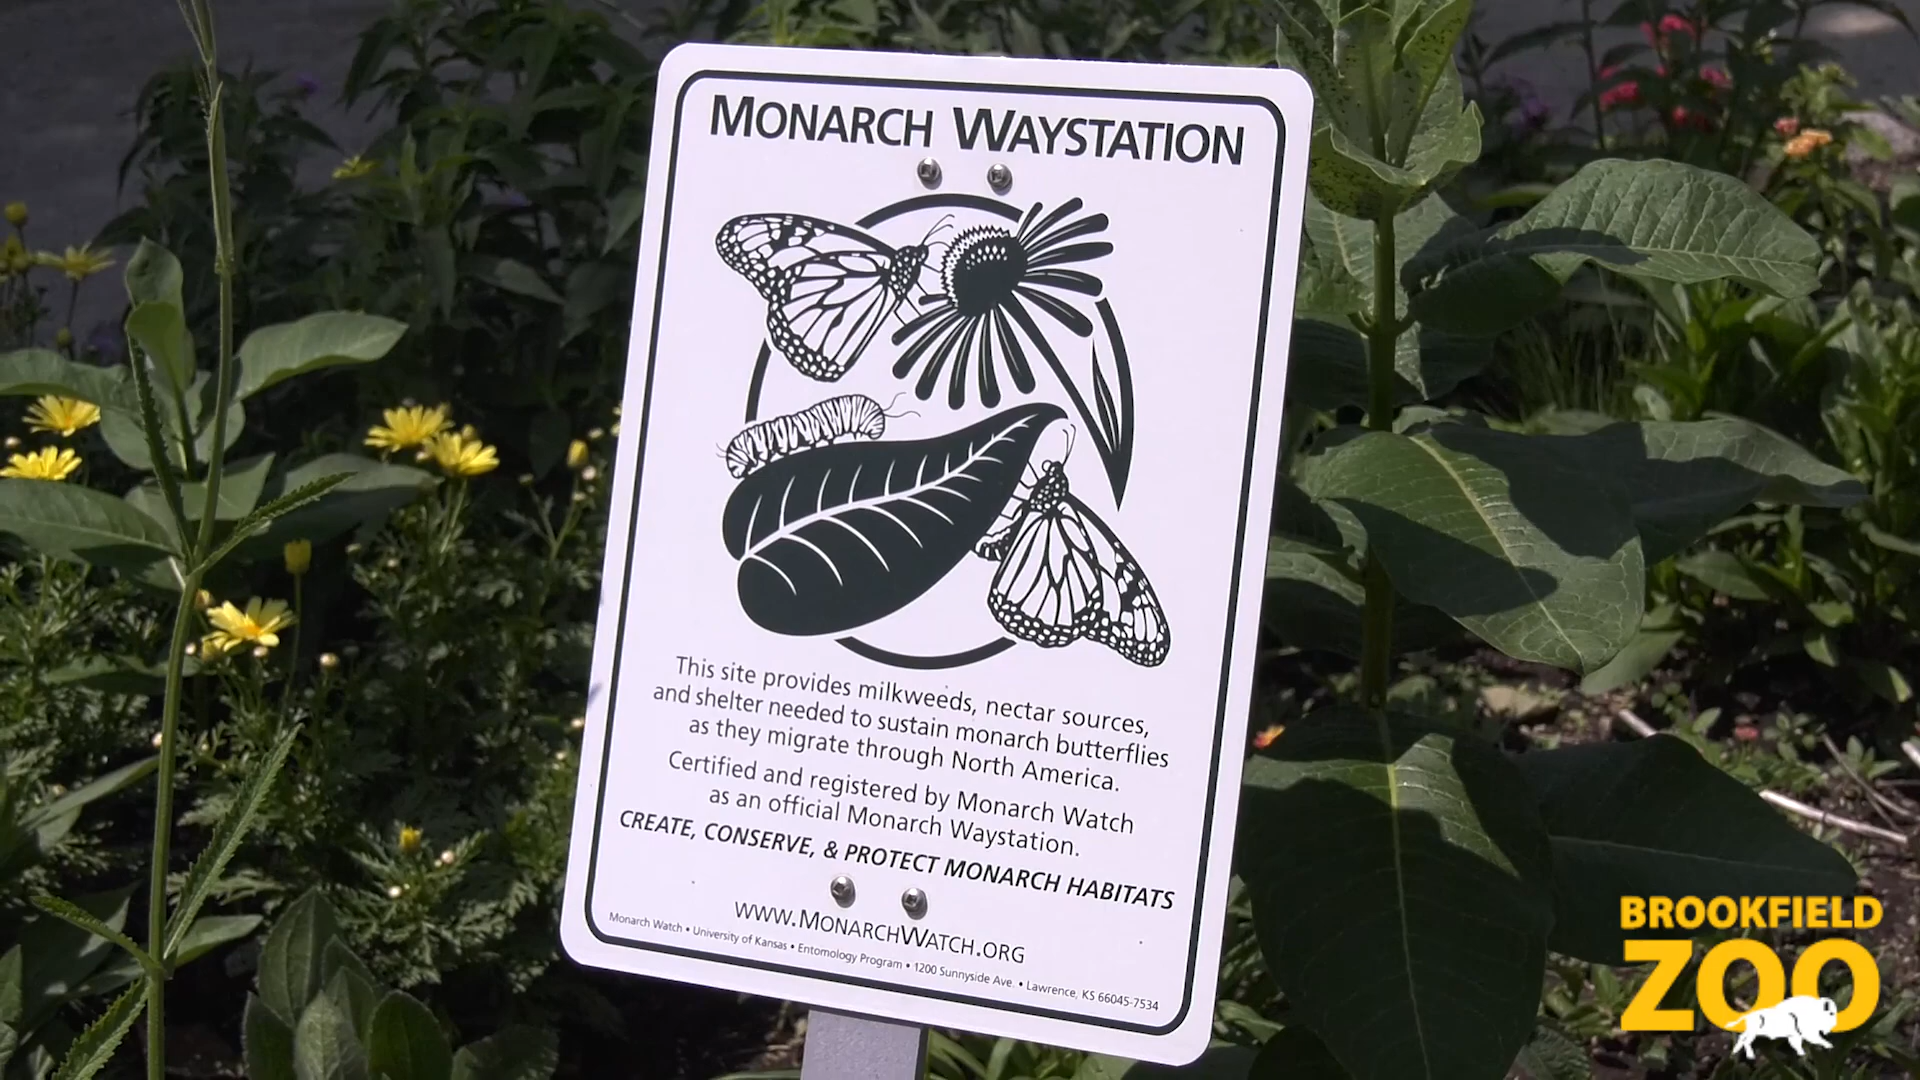 MONARCH WAYSTATION
This site provides milkweeds, nectar sources,
and shelter needed to sustain monarch butterflies
as they migrate through North America.
Certified and registered by Monarch Watch
as an official Monarch Waystation.
CREATE, CONSERVE, & PROTECT MONARCH HABITATS
WWW.MONARCHWATCH.ORG
Monarch Watch • University of Kansas • Entomology Program • 1200 Sunnyside Ave. • Lawrence, KS 66045-7534
BROOKFIELD
ZOO